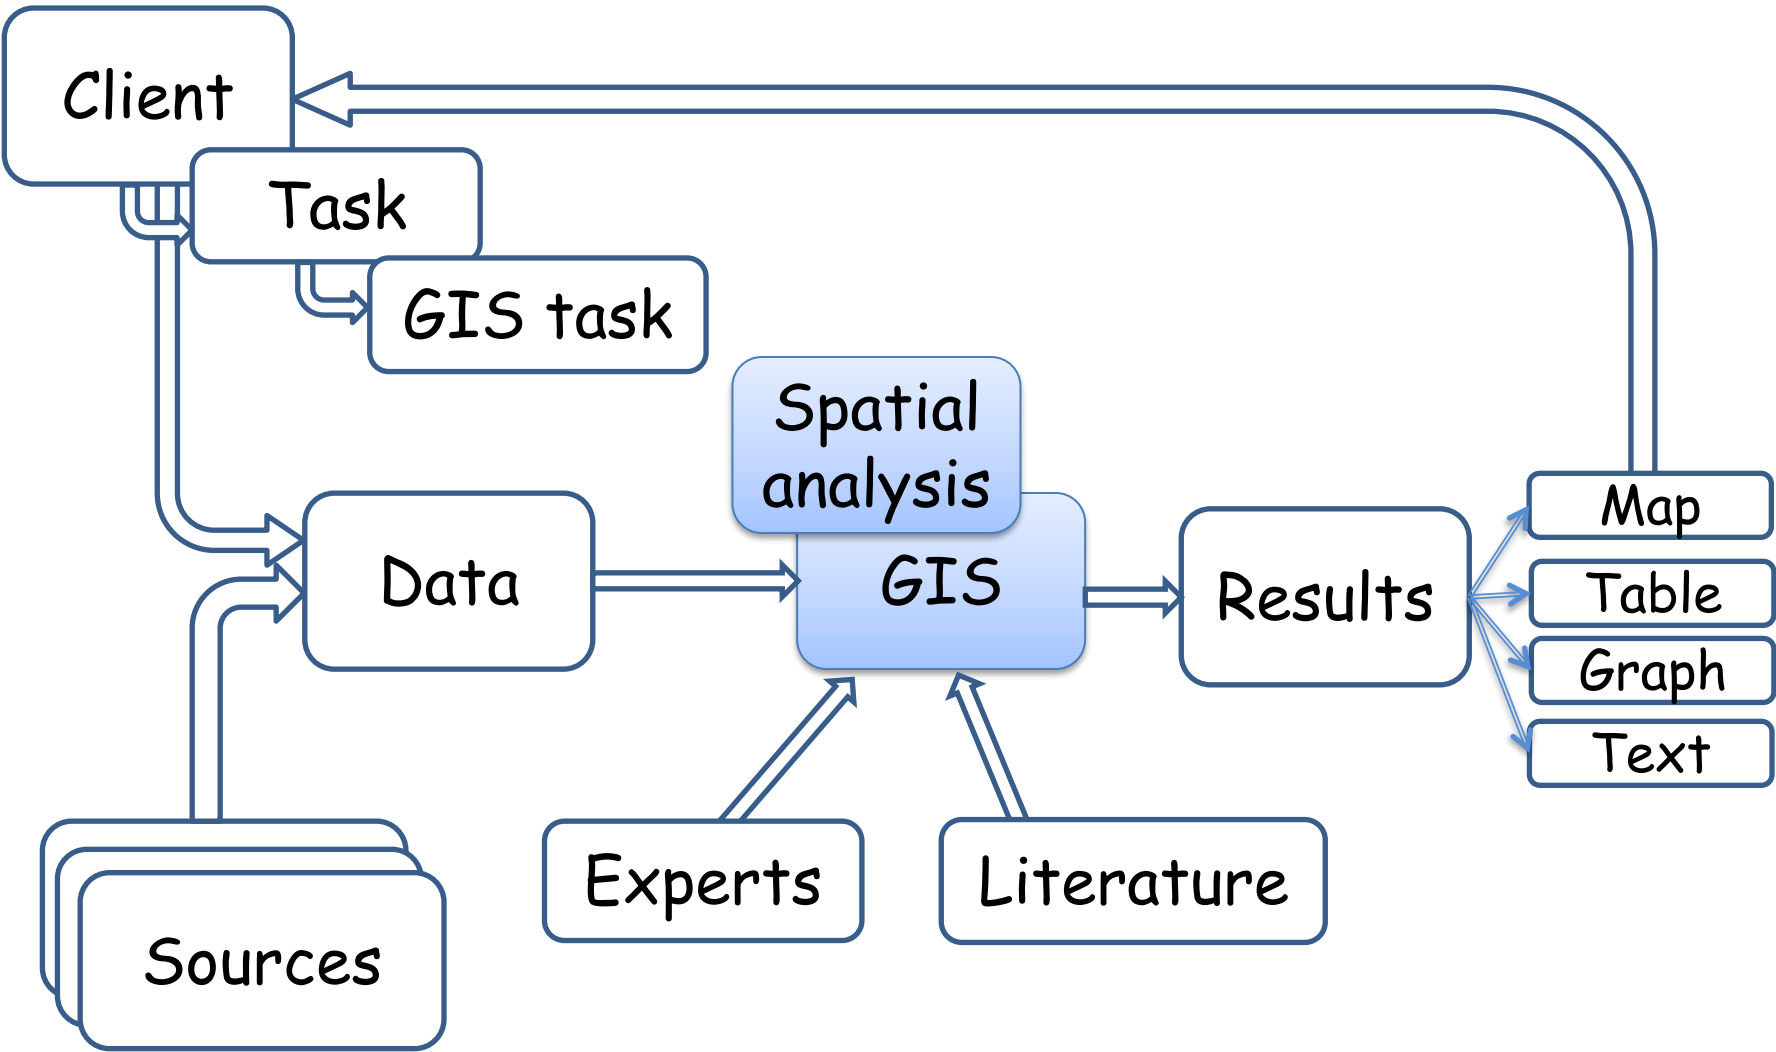 Client
Task
GIS task
Spatial
analysis
Data
GIS
Results
Map
Table
Graph
Text
Experts
Literature
Sources